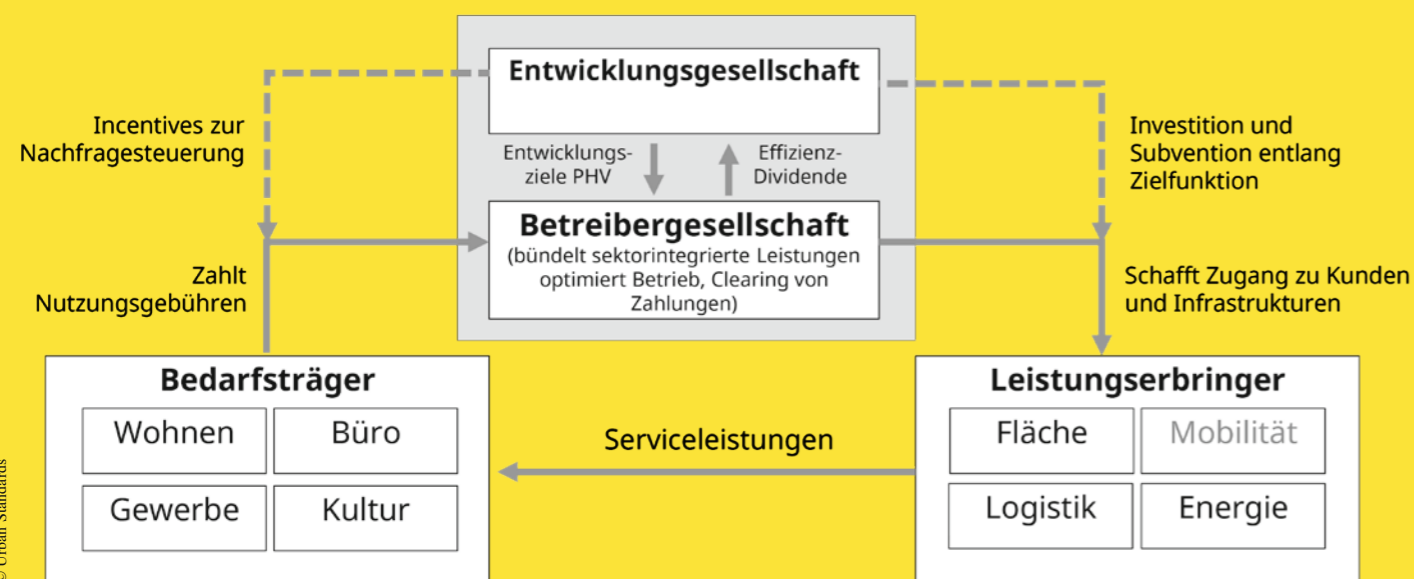 Entwicklungsgesellschaft
Incentives zur
Nachfragesteuerung
Investition und
Subvention entlang
Zielfunktion
Entwicklungs-
ziele PHV
Effizienz-
Dividende
Betreibergesellschaft
(bündelt sektorintegrierte Leistungen
optimiert Betrieb, Clearing von
Zahlungen)
Zahlt
Nutzungsgebühren
Schafft Zugang zu Kunden
und Infrastrukturen
Bedarfsträger
Wohnen
Büro
Gewerbe
Kultur
Serviceleistungen
Leistungserbringer
Fläche
Mobilität
Logistik
Energie
© Urban Standards